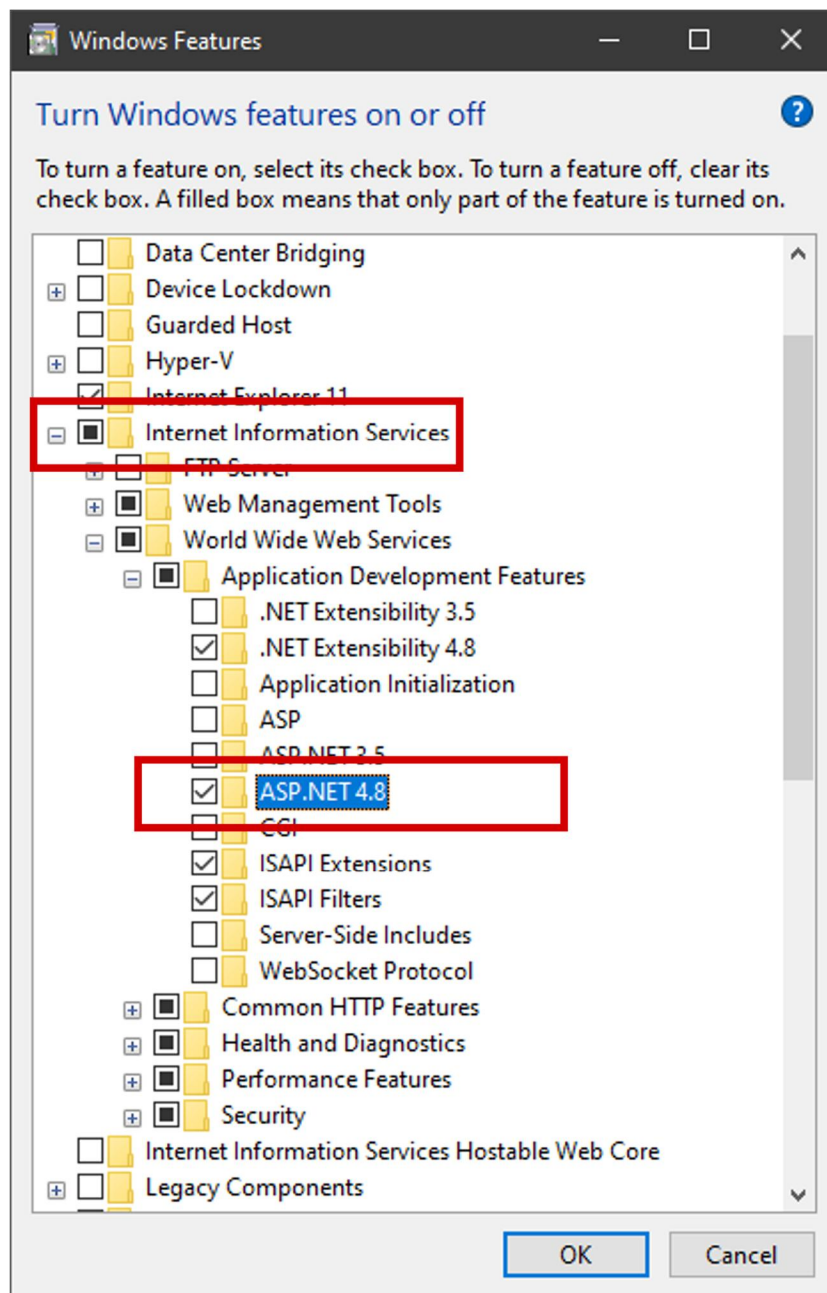 Windows Features
Turn Windows features on or off
To turn a feature on, select its check box. To turn a feature off, clear its
check box. A filled box means that only part of the feature is turned on.
Data Center Bridging
Device Lockdown
Guarded Host
Hyper-V
Internet Explorer 11
Internet Information Services
FTP Server
Web Management Tools
World Wide Web Services
Application Development Features
.NET Extensibility 3.5
.NET Extensibility 4.8
Application Initialization
ASP
ASP.NET 3.5
ASP.NET 4.8
CGI
ISAPI Extensions
ISAPI Filters
Server-Side Includes
WebSocket Protocol
Common HTTP Features
Health and Diagnostics
Performance Features
Security
Internet Information Services Hostable Web Core
Legacy Components
OK Cancel